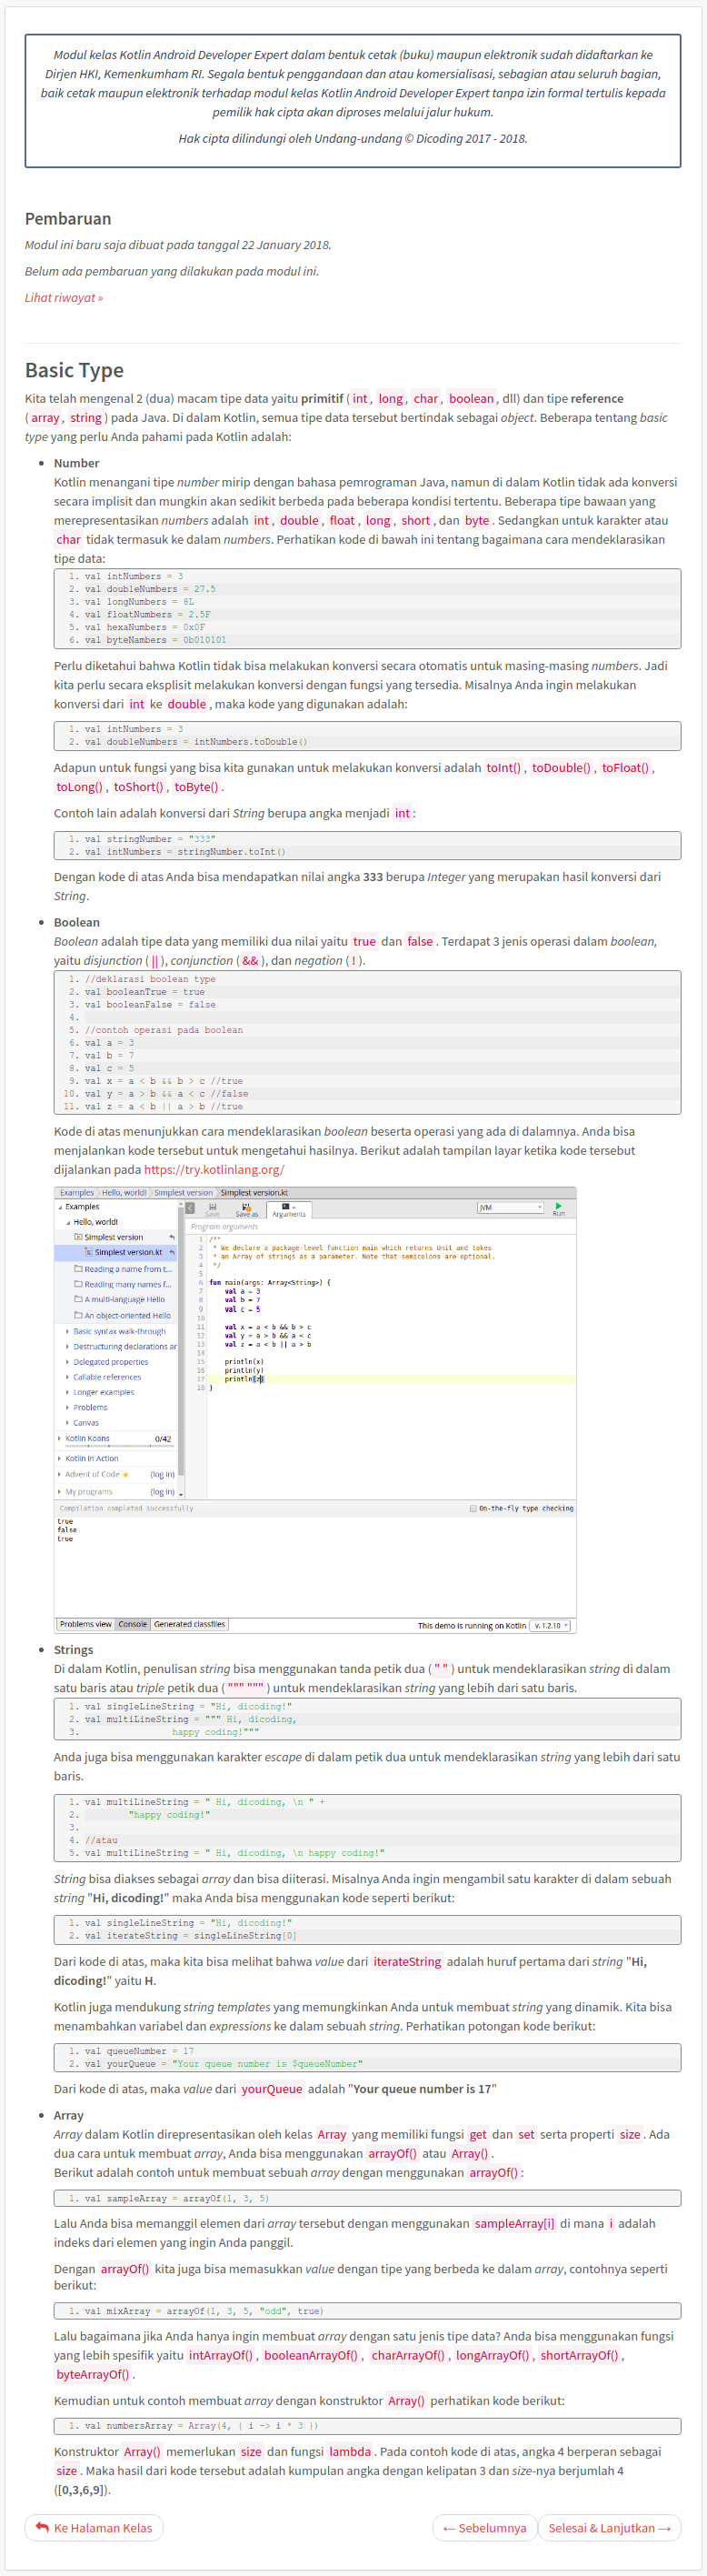 Modul kelas Kotlin Android Developer Expert dalam bentuk cetak (buku) maupun elektronik sudah didaftarkan ke
Dirjen HKI, Kemenkumham RI. Segala bentuk penggandaan dan atau komersialisasi, sebagian atau seluruh bagian,
baik cetak maupun elektronik terhadap modul kelas Kotlin Android Developer Expert tanpa izin formal tertulis kepada
pemilik hak cipta akan diproses melalui jalur hukum.
Hak cipta dilindungi oleh Undang-undang © Dicoding 2017 - 2018.
Pembaruan
Modul ini baru saja dibuat pada tanggal 22 January 2018.
Belum ada pembaruan yang dilakukan pada modul ini.
Lihat riwayat »
Basic Type
Kita telah mengenal 2 (dua) macam tipe data yaitu primitif ( int , long , char , boolean , dll) dan tipe reference
( array , string ) pada Java. Di dalam Kotlin, semua tipe data tersebut bertindak sebagai object. Beberapa tentang basic
type yang perlu Anda pahami pada Kotlin adalah:
• Number
Kotlin menangani tipe number mirip dengan bahasa pemrograman Java, namun di dalam Kotlin tidak ada konversi
secara implisit dan mungkin akan sedikit berbeda pada beberapa kondisi tertentu. Beberapa tipe bawaan yang
merepresentasikan numbers adalah int , double , float , long , short , dan byte . Sedangkan untuk karakter atau
char tidak termasuk ke dalam numbers. Perhatikan kode di bawah ini tentang bagaimana cara mendeklarasikan
tipe data:
1. val intNumbers = 3
2. val doubleNumbers = 27.5
3. val longNumbers = 8L
4. val floatNumbers = 2.5F
5. val hexaNumbers = 0x0F
6. val byteNambers = 0b010101
Perlu diketahui bahwa Kotlin tidak bisa melakukan konversi secara otomatis untuk masing-masing numbers. Jadi
kita perlu secara eksplisit melakukan konversi dengan fungsi yang tersedia. Misalnya Anda ingin melakukan
konversi dari int ke double , maka kode yang digunakan adalah:
1. val intNumbers = 3
2. val doubleNumbers = intNumbers.toDouble()
Adapun untuk fungsi yang bisa kita gunakan untuk melakukan konversi adalah toInt() , toDouble() , toFloat() ,
toLong() , toShort() , toByte() .
Contoh lain adalah konversi dari String berupa angka menjadi int :
1. val stringNumber = "333"
2. val intNumbers = stringNumber.toInt()
Dengan kode di atas Anda bisa mendapatkan nilai angka 333 berupa Integer yang merupakan hasil konversi dari
String.
• Boolean
Boolean adalah tipe data yang memiliki dua nilai yaitu true dan false . Terdapat 3 jenis operasi dalam boolean,
yaitu disjunction ( || ), conjunction ( && ), dan negation ( ! ).
1. //deklarasi boolean type
2. val booleanTrue = true
3. val booleanFalse = false
4.
5. //contoh operasi pada boolean
6. val a = 3
7. val b = 7
8. val c = 5
9. val x = a < b && b > c //true
10. val y = a > b && a < c //false
11. val z = a < b || a > b //true
Kode di atas menunjukkan cara mendeklarasikan boolean beserta operasi yang ada di dalamnya. Anda bisa
menjalankan kode tersebut untuk mengetahui hasilnya. Berikut adalah tampilan layar ketika kode tersebut
dijalankan pada https://try.kotlinlang.org/
Examples Hello, world! Simplest version Simplest version.kt
Examples
Hello, world!
Simplest version
Simplest version.kt
Reading a name from t...
Reading many names f...
A multi-language Hello
An object-oriented Hello
Basic syntax walk-through
Destructuring declarations ar
Delegated properties
Callable references
Longer examples
Problems
Canvas
Kotlin Koans 0/42
Kotlin in Action
Advent of Code (log in)
My programs (log in)
Save Save as Arguments JVM Run
Program arguments
1 /**
2 * We declare a package-level function main which returns Unit and takes
3 * an Array of strings as a parameter. Note that semicolons are optional.
4 */
5
6 fun main(args: Array<String>) {
7 val a = 3
8 val b = 7
9 val c = 5
10
11 val x = a < b && b > c
12 val y = a > b && a < c
13 val z = a < b || a > b
14
15 println(x)
16 println(y)
17 println(z)
18 }
Compilation completed successfully On-the-fly type checking
true
false
true
Problems view Console Generated classfiles This demo is running on Kotlin v. 1.2.10
• Strings
Di dalam Kotlin, penulisan string bisa menggunakan tanda petik dua ( " " ) untuk mendeklarasikan string di dalam
satu baris atau triple petik dua ( """ """ ) untuk mendeklarasikan string yang lebih dari satu baris.
1. val singleLineString = "Hi, dicoding!"
2. val multiLineString = """ Hi, dicoding,
3. happy coding!"""
Anda juga bisa menggunakan karakter escape di dalam petik dua untuk mendeklarasikan string yang lebih dari satu
baris.
1. val multiLineString = " Hi, dicoding, \n " +
2. "happy coding!"
3.
4. //atau
5. val multiLineString = " Hi, dicoding, \n happy coding!"
String bisa diakses sebagai array dan bisa diiterasi. Misalnya Anda ingin mengambil satu karakter di dalam sebuah
string "Hi, dicoding!" maka Anda bisa menggunakan kode seperti berikut:
1. val singleLineString = "Hi, dicoding!"
2. val iterateString = singleLineString[0]
Dari kode di atas, maka kita bisa melihat bahwa value dari iterateString adalah huruf pertama dari string "Hi,
dicoding!" yaitu H.
Kotlin juga mendukung string templates yang memungkinkan Anda untuk membuat string yang dinamik. Kita bisa
menambahkan variabel dan expressions ke dalam sebuah string. Perhatikan potongan kode berikut:
1. val queueNumber = 17
2. val yourQueue = "Your queue number is $queueNumber"
Dari kode di atas, maka value dari yourQueue adalah "Your queue number is 17"
• Array
Array dalam Kotlin direpresentasikan oleh kelas Array yang memiliki fungsi get dan set serta properti size . Ada
dua cara untuk membuat array, Anda bisa menggunakan arrayOf() atau Array() .
Berikut adalah contoh untuk membuat sebuah array dengan menggunakan arrayOf() :
1. val sampleArray = arrayOf(1, 3, 5)
Lalu Anda bisa memanggil elemen dari array tersebut dengan menggunakan sampleArray[i] di mana i adalah
indeks dari elemen yang ingin Anda panggil.
Dengan arrayOf() kita juga bisa memasukkan value dengan tipe yang berbeda ke dalam array, contohnya seperti
berikut:
1. val mixArray = arrayOf(1, 3, 5, "odd", true)
Lalu bagaimana jika Anda hanya ingin membuat array dengan satu jenis tipe data? Anda bisa menggunakan fungsi
yang lebih spesifik yaitu intArrayOf() , booleanArrayOf() , charArrayOf() , longArrayOf() , shortArrayOf() ,
byteArrayOf() .
Kemudian untuk contoh membuat array dengan konstruktor Array() perhatikan kode berikut:
1. val numbersArray = Array(4, { i -> i * 3 })
Konstruktor Array() memerlukan size dan fungsi lambda . Pada contoh kode di atas, angka 4 berperan sebagai
size . Maka hasil dari kode tersebut adalah kumpulan angka dengan kelipatan 3 dan size-nya berjumlah 4
([0,3,6,9]).
Ke Halaman Kelas ← Sebelumnya Selesai & Lanjutkan →